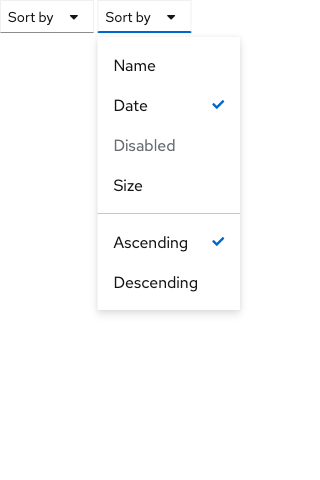 Sort by
Sort by
Name
Date
Disabled
Size
Ascending
Descending